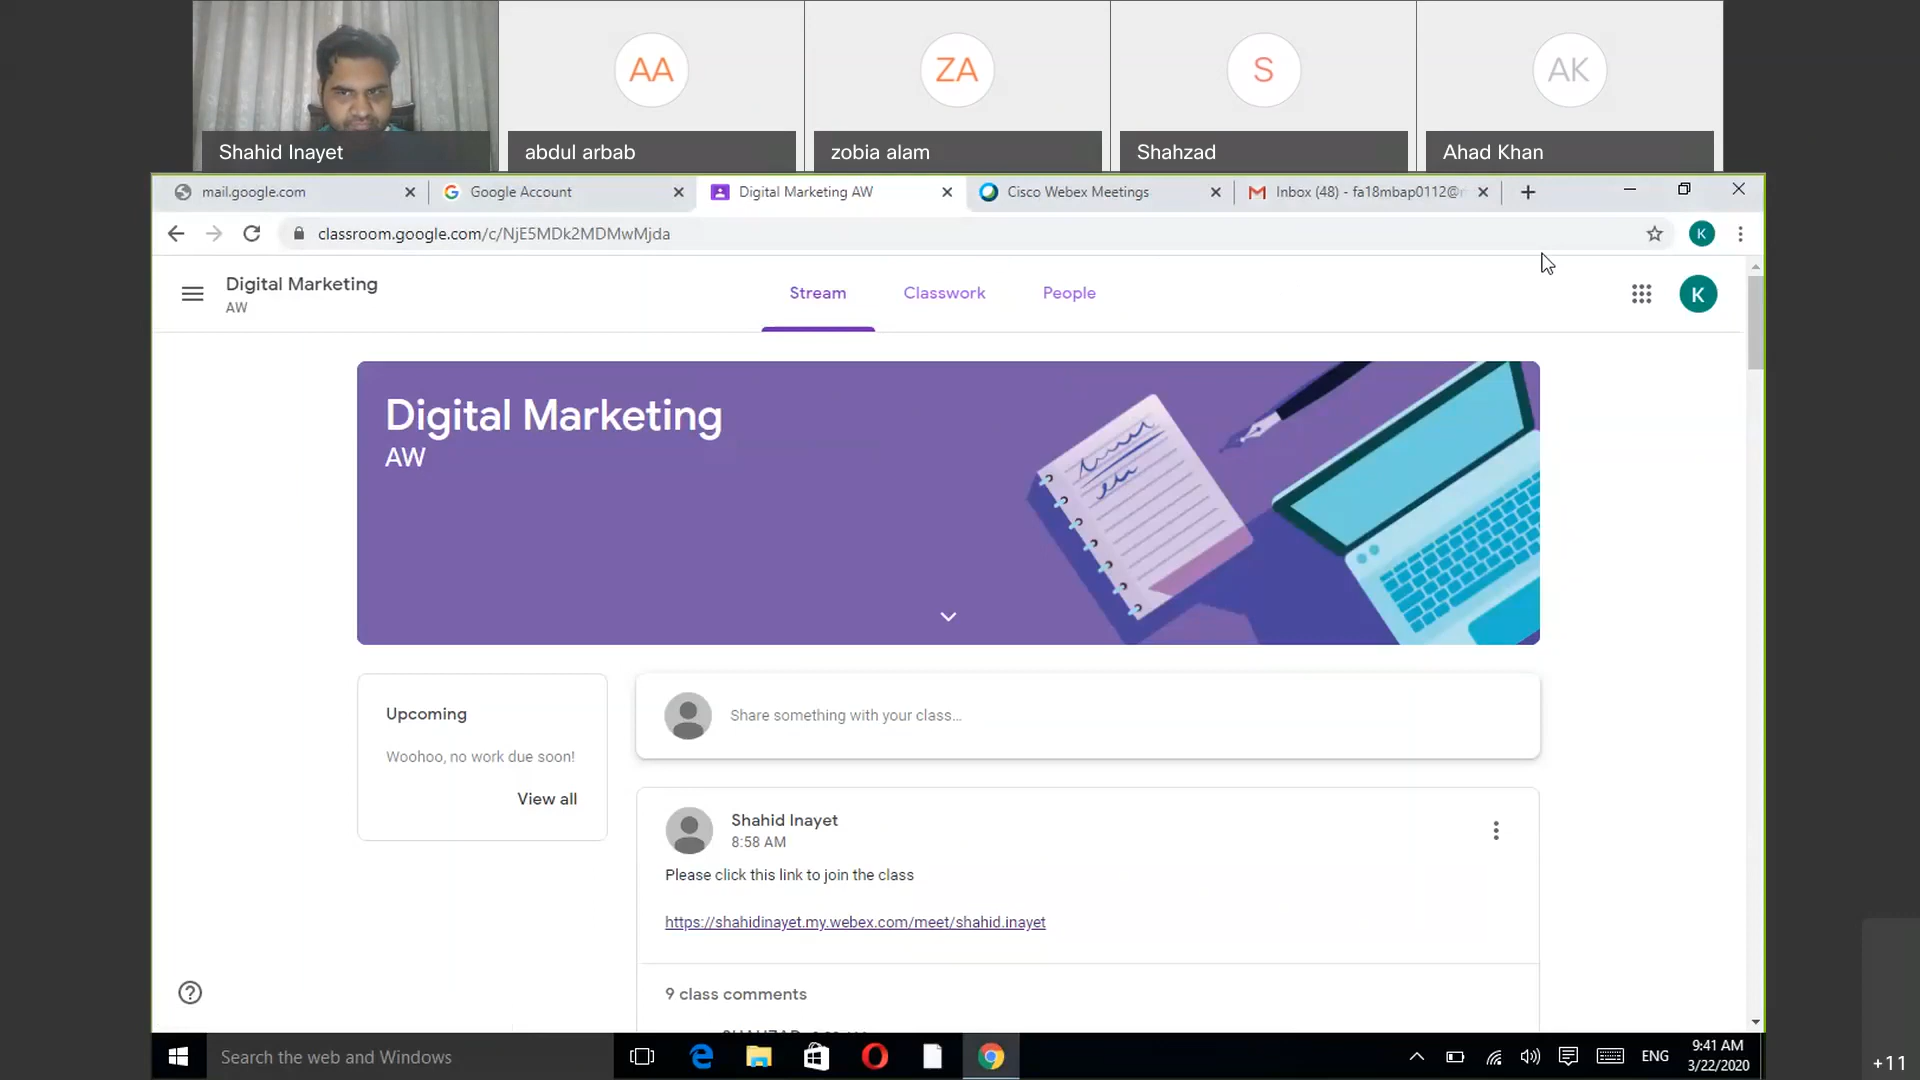 AA
ZA
S
AK
Shahid Inayet
abdul arbab
zobia alam
Shahzad
Ahad Khan
mail.google.com
Google Account
Digital Marketing AW
Cisco Webex Meetings
Inbox (48) - fa18mbap0112@
classroom.google.com/c/NjE5MDk2MDMwMjda
K
Digital Marketing
AW
Stream
Classwork
People
K
Digital Marketing
AW
Upcoming
Woohoo, no work due soon!
View all
Share something with your class...
Shahid Inayet
8:58 AM
Please click this link to join the class
https://shahidinayet.my.webex.com/meet/shahid.inayet
9 class comments
Search the web and Windows
ENG
9:41 AM
3/22/2020
+11